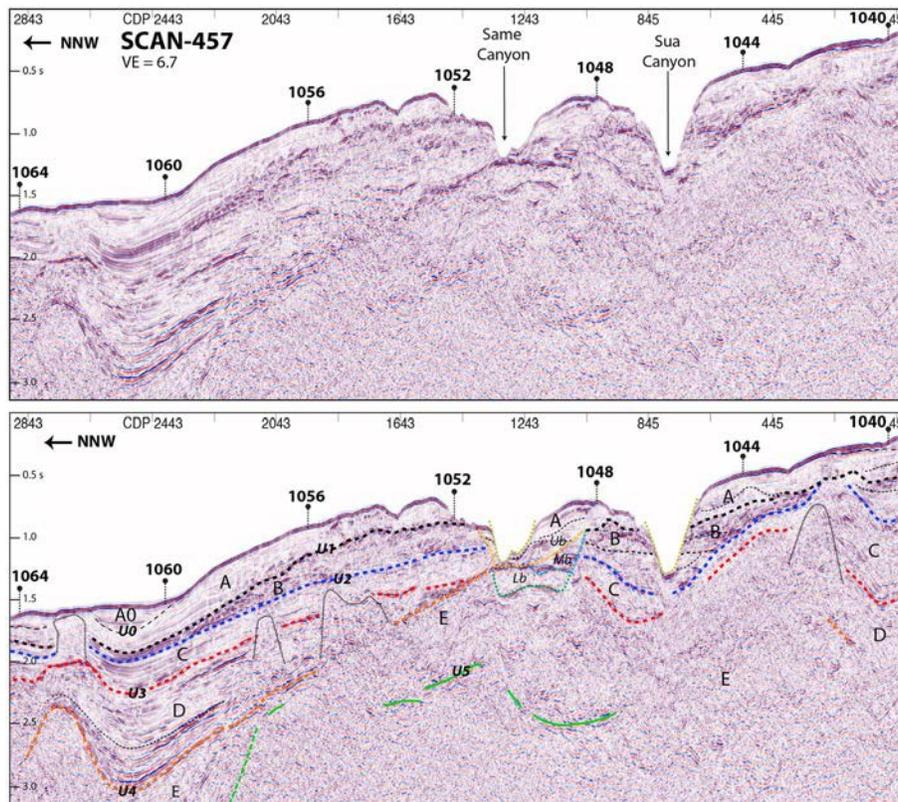 2843 CDP 2443 2043 1643 1243 845 445 1040 45
← NNW SCAN-457
VE = 6.7
Same
Canyon
Sua
Canyon
1044
1048
1052
1056
1060
1064
0.5 s
1.0
1.5
2.0
2.5
3.0
2843 CDP 2443 2043 1643 1243 845 445 1040 45
← NNW
1044
1048
1052
1056
1060
1064
0.5 s
1.0
1.5
2.0
2.5
3.0
A A
U1 B Ub B B
A B U2 Lb Mb C C
A0 E
U0 C
U3 U5 D
D E
U4 E